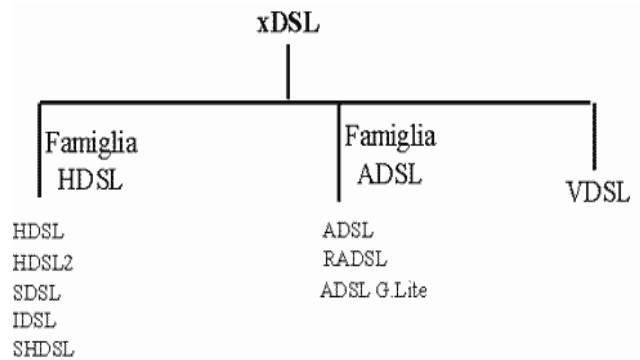 xDSL
Famiglia
HDSL
Famiglia
ADSL
VDSL
HDSL
HDSL2
SDSL
IDSL
SHDSL
ADSL
RADSL
ADSL G.Lite